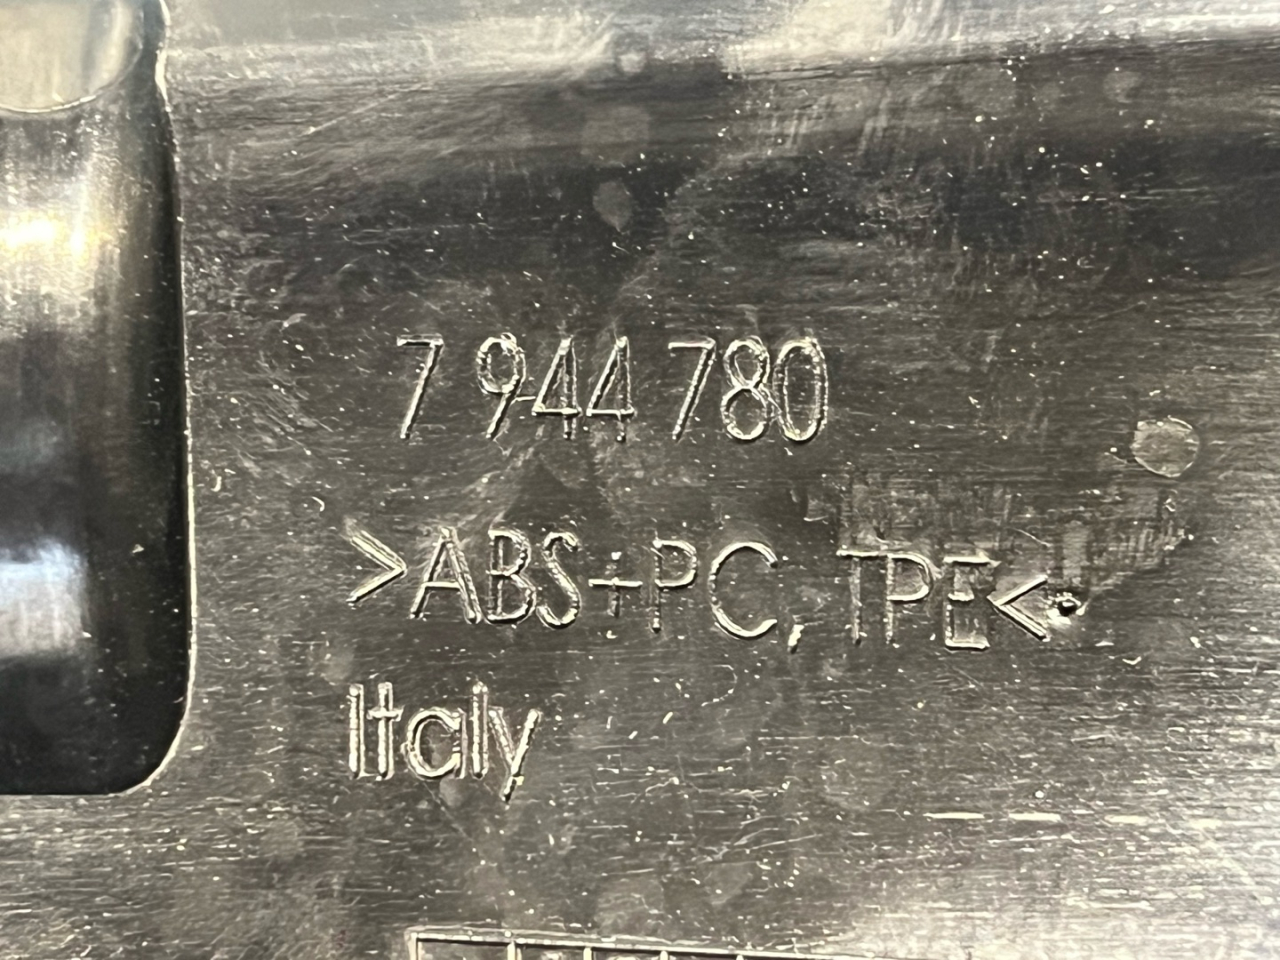 7 944 780
>ABS+PC, TPE<
Italy